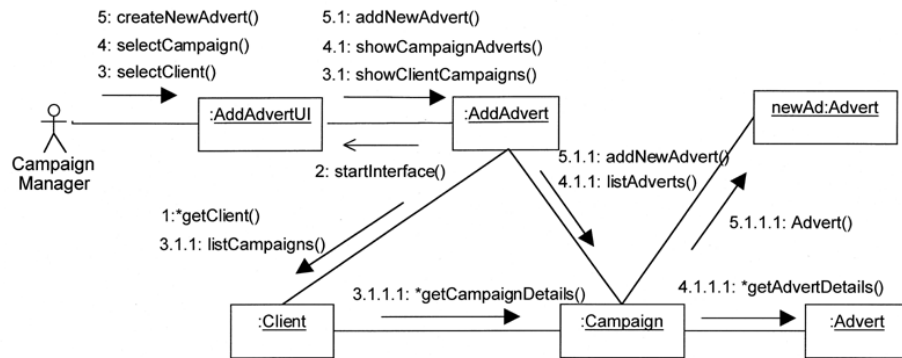 5: createNewAdvert()
4: selectCampaign()
3: selectClient()
5.1: addNewAdvert()
4.1: showCampaignAdverts()
3.1: showClientCampaigns()
:AddAdvertUI
:AddAdvert
newAd:Advert
Campaign
Manager
2: startInterface()
5.1.1: addNewAdvert()
4.1.1: listAdverts()
1:*getClient()
3.1.1: listCampaigns()
5.1.1.1: Advert()
3.1.1.1: *getCampaignDetails()
4.1.1.1: *getAdvertDetails()
:Client
:Campaign
:Advert